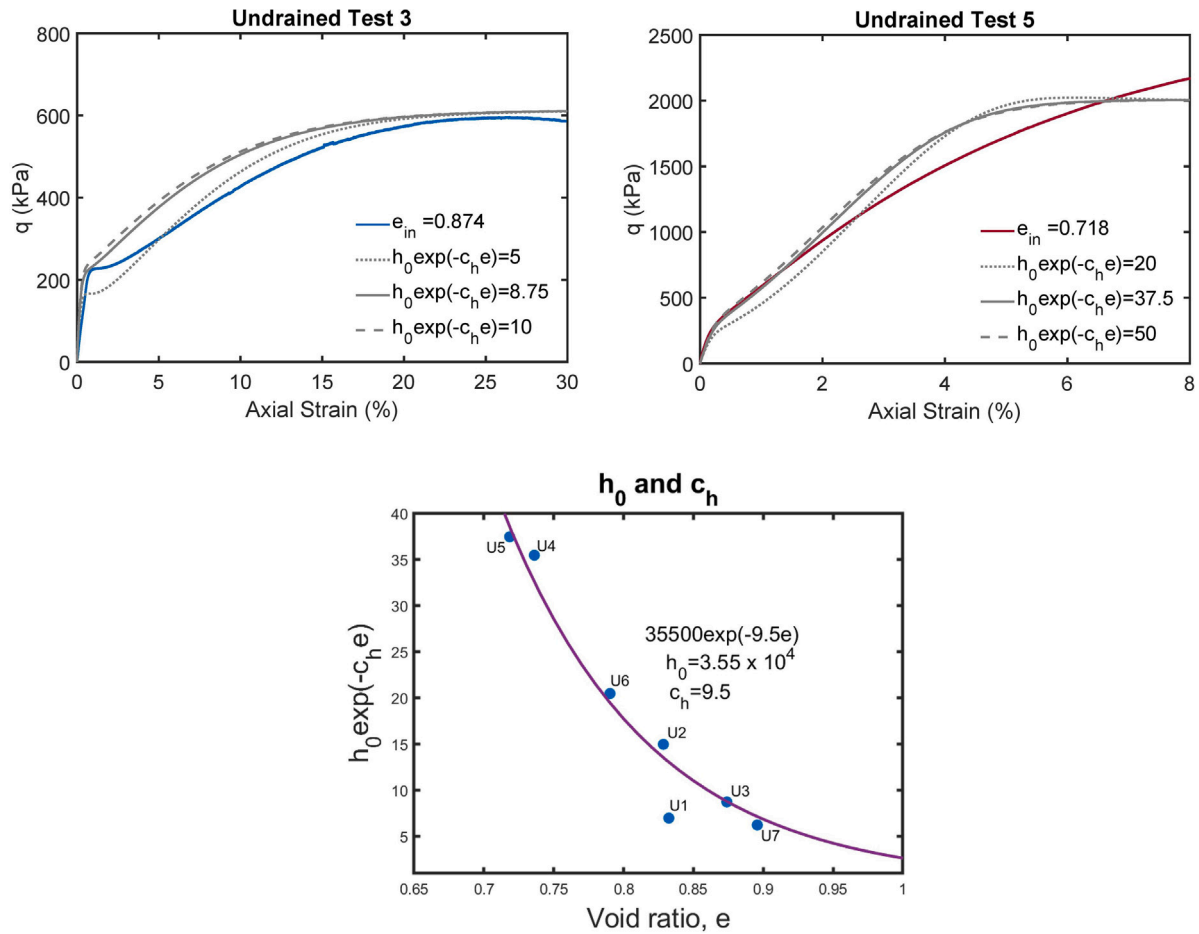 Undrained Test 3
800
600
400
200
0
q (kPa)
e_in =0.874
h_0exp(-c_he)=5
h_0exp(-c_he)=8.75
h_0exp(-c_he)=10
0 5 10 15 20 25 30
Axial Strain (%)
Undrained Test 5
2500
2000
1500
1000
500
0
q (kPa)
e_in =0.718
h_0exp(-c_he)=20
h_0exp(-c_he)=37.5
h_0exp(-c_he)=50
0 2 4 6 8
Axial Strain (%)
h_0 and c_h
40
35
30
25
20
15
10
5
h_0exp(-c_he)
U5
U4
U6
U2
U1
U3
U7
35500exp(-9.5e)
h_0=3.55 x 10^4
c_h=9.5
0.65 0.7 0.75 0.8 0.85 0.9 0.95 1
Void ratio, e